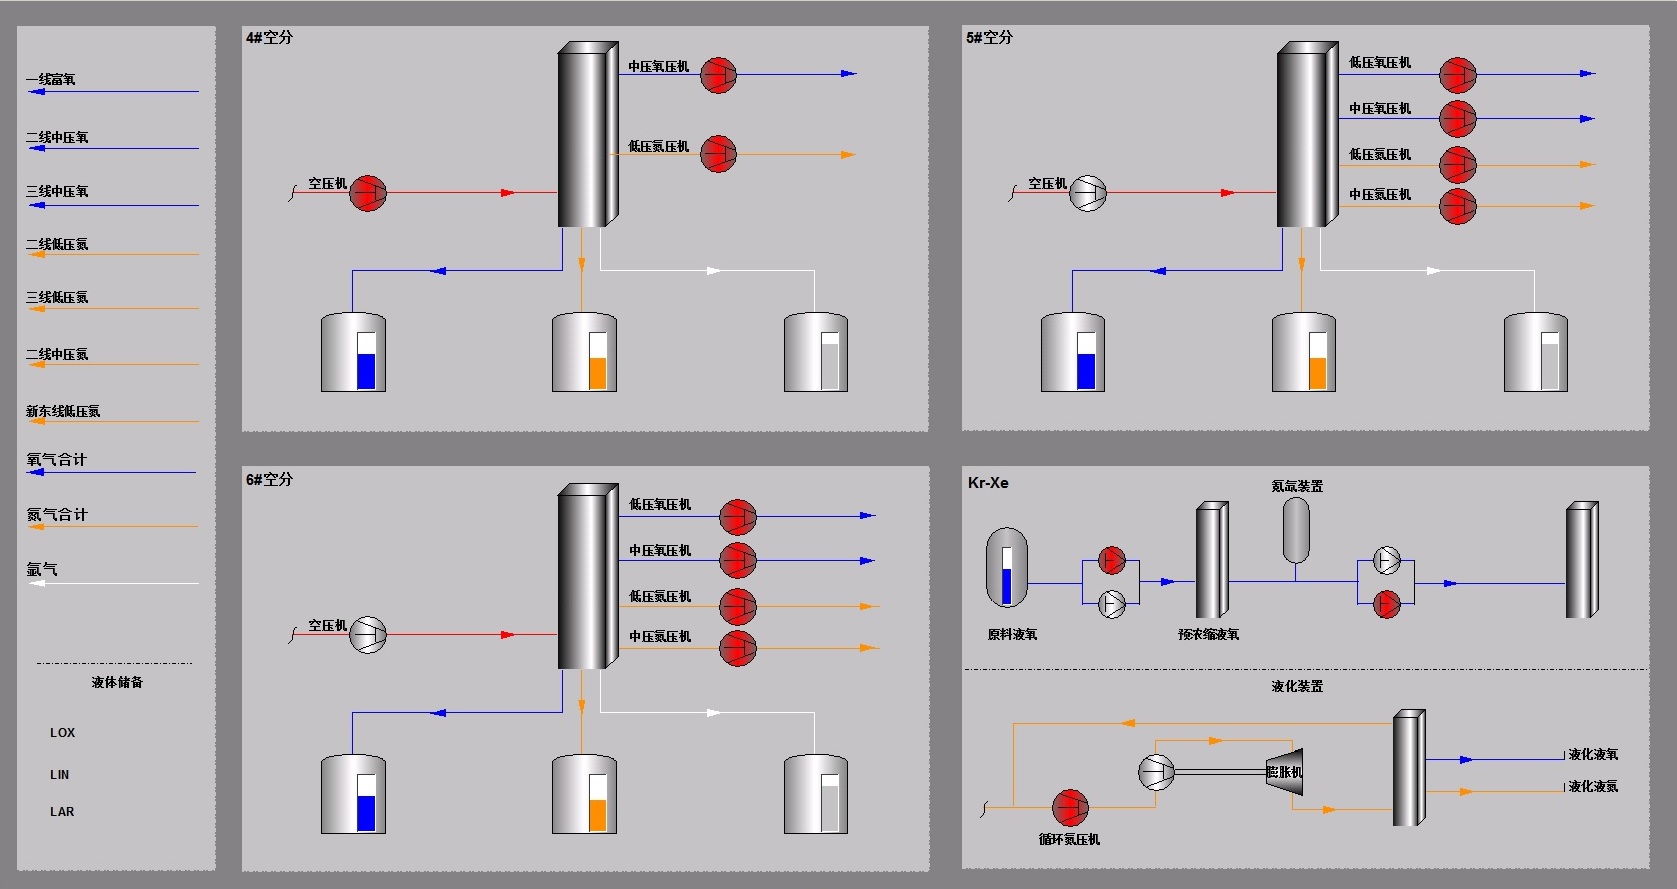 一线富氧
二线中压氧
三线中压氧
二线低压氮
三线低压氮
二线中压氮
新东线低压氮
氧气合计
氮气合计
氩气
液体储备
LOX
LIN
LAR
4#空分
中压氧压机
低压氮压机
空压机
5#空分
低压氧压机
中压氧压机
低压氮压机
中压氮压机
空压机
6#空分
低压氧压机
中压氧压机
低压氮压机
中压氮压机
空压机
Kr-Xe
氪氙装置
原料液氧
预浓缩液氧
液化装置
膨胀机
液化液氧
液化液氮
循环氮压机